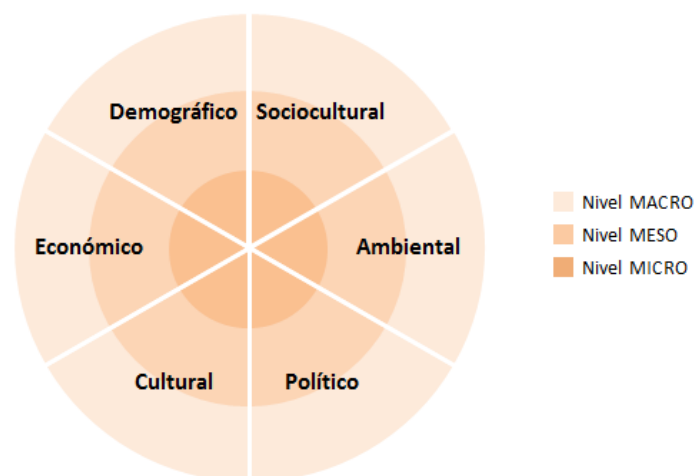 Demográfico
Sociocultural
Económico
Ambiental
Cultural
Político
Nivel MACRO
Nivel MESO
Nivel MICRO